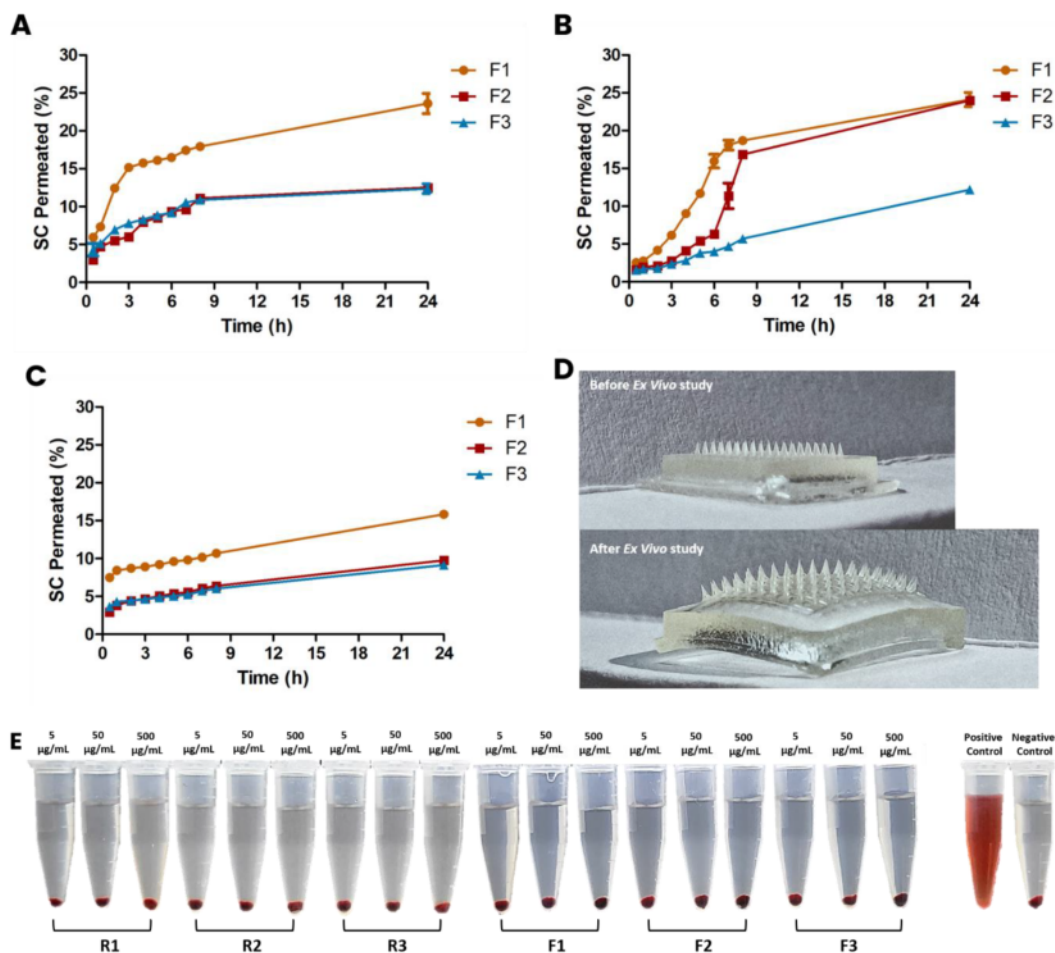 A
SC Permeated (%)
30
25
20
15
10
5
0
0 3 6 9 12 15 18 21 24
Time (h)
F1
F2
F3
B
SC Permeated (%)
30
25
20
15
10
5
0
0 3 6 9 12 15 18 21 24
Time (h)
F1
F2
F3
C
SC Permeated (%)
30
25
20
15
10
5
0
0 3 6 9 12 15 18 21 24
Time (h)
F1
F2
F3
D
Before Ex Vivo study
After Ex Vivo study
E
5 50 500 5 50 500 5 50 500 5 50 500 5 50 500 5 50 500
µg/mL µg/mL µg/mL µg/mL µg/mL µg/mL µg/mL µg/mL µg/mL µg/mL µg/mL µg/mL µg/mL µg/mL µg/mL µg/mL µg/mL µg/mL
Positive Negative
Control Control
R1 R2 R3 F1 F2 F3